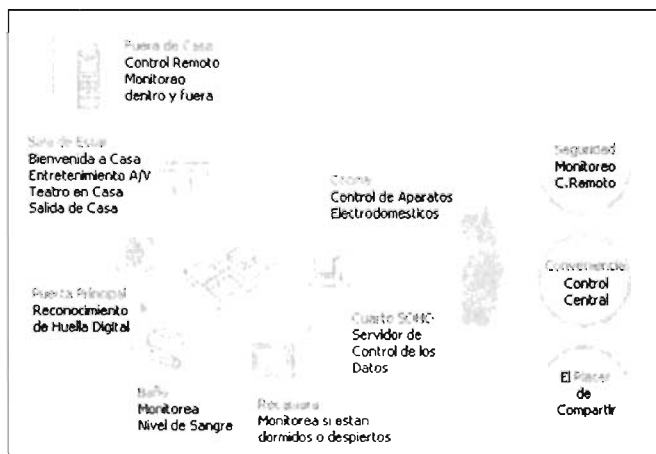 Fuera de Casa
Control Remoto
Monitoreo
dentro y fuera
Sala de Estar
Bienvenida a Casa
Entretenimiento A/V
Teatro en Casa
Salida de Casa
Cocina
Control de Aparatos
Electrodomesticos
Seguridad
Monitoreo
C.Remoto
Puerta Principal
Reconocimiento
de Huella Digital
Conveniencia
Control
Central
Cuarto SOHO
Servidor de
Control de los
Datos
Baño
Monitorea
Nivel de Sangre
Recamara
Monitorea si estan
dormidos o despiertos
El Placer
de
Compartir